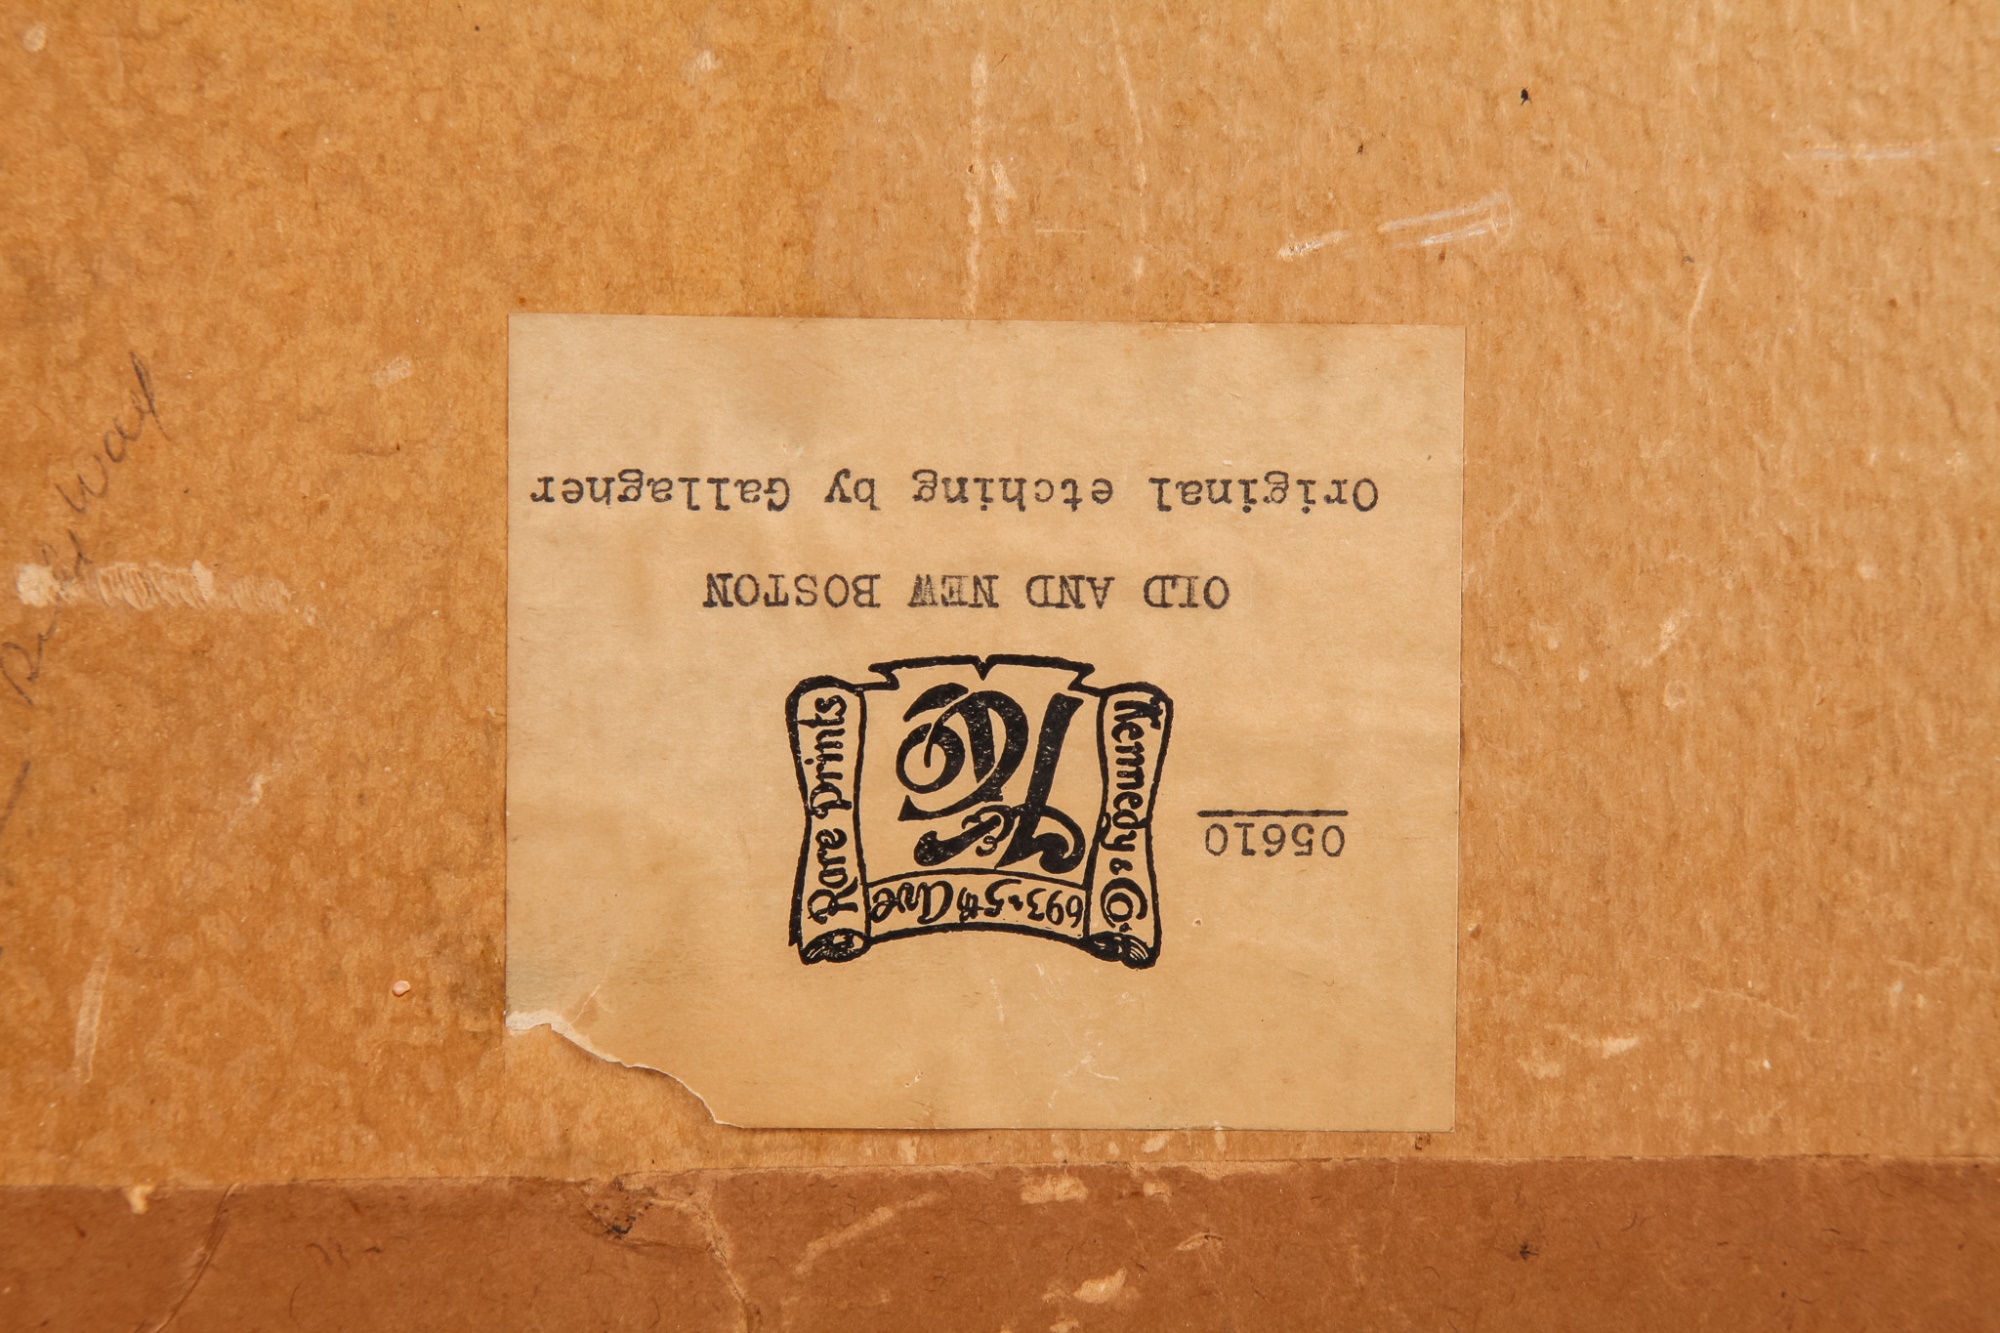 693 · 5th Ave
Rare prints
Kennedy & Co.
05610
OLD AND NEW BOSTON
Original etching by Gallagher